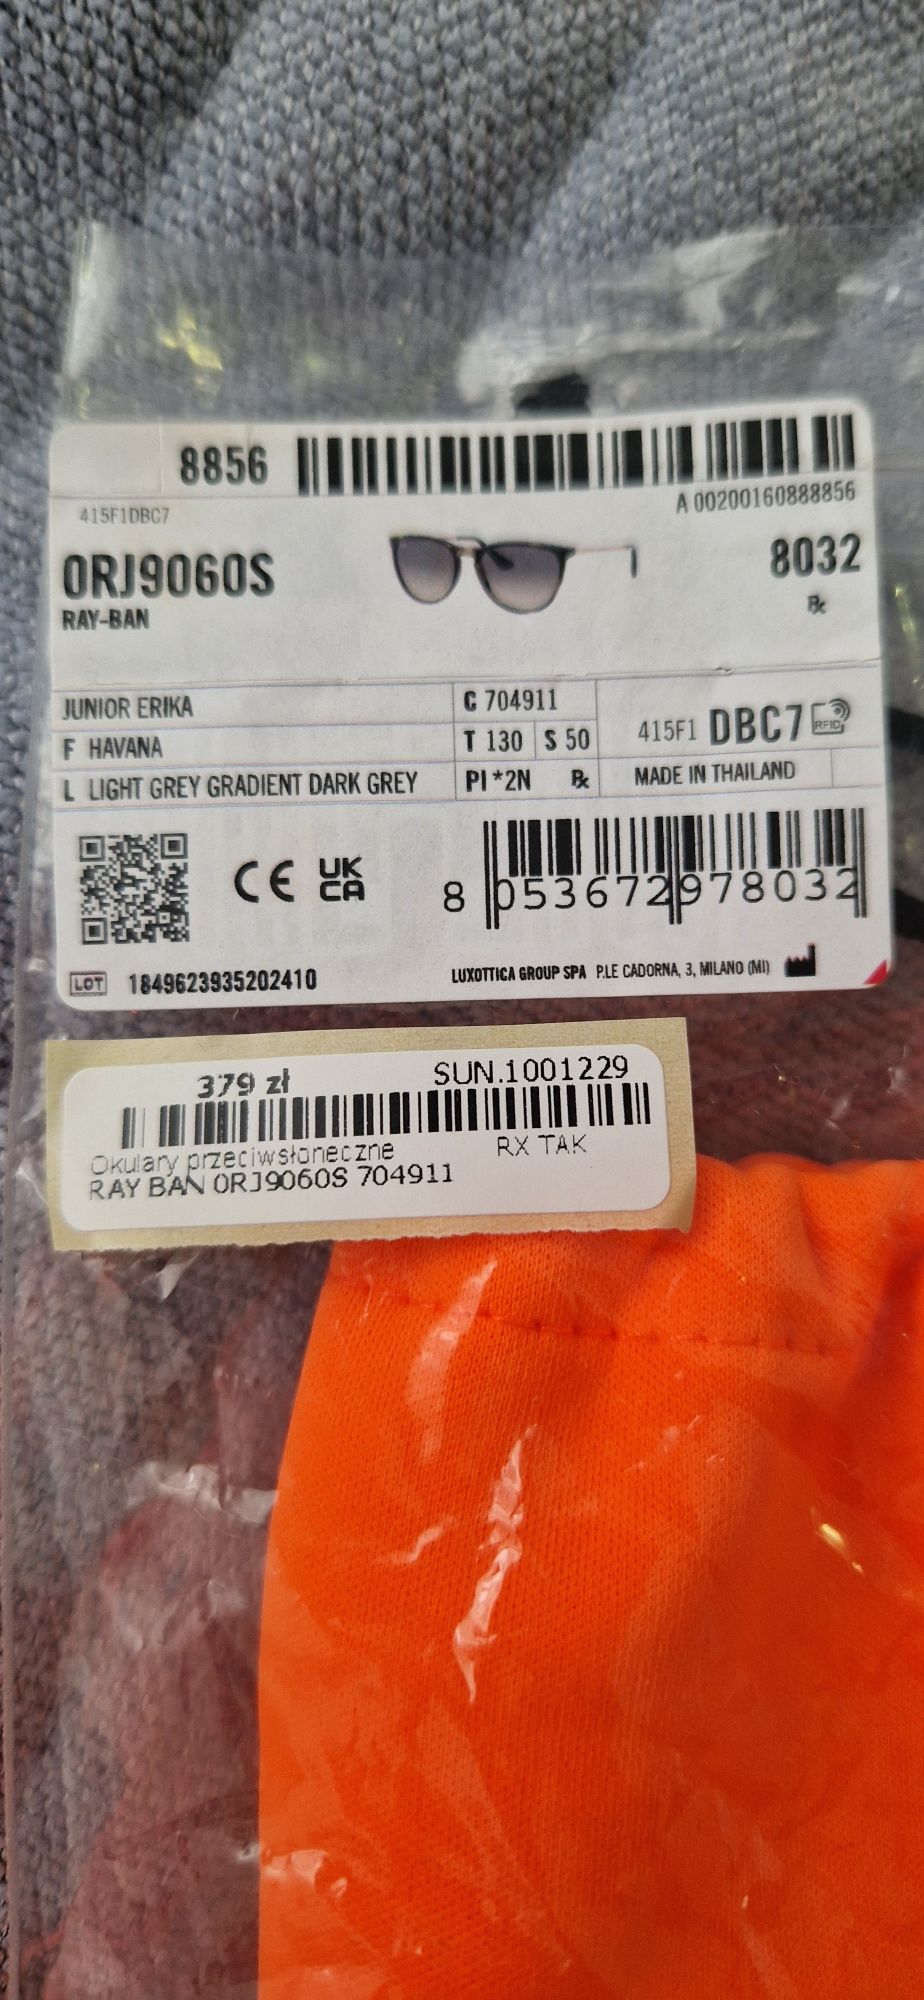 8856
A 00200160888856
415F1DBC7
0RJ9060S
8032
RAY-BAN
Rx
JUNIOR ERIKA
C 704911
F HAVANA
T 130 S 50
415F1 DBC7 RFID
L LIGHT GREY GRADIENT DARK GREY
PI *2N Rx
MADE IN THAILAND
CE UK CA
8 053672 978032
LOT 1849623935202410
LUXOTTICA GROUP SPA P.LE CADORNA, 3, MILANO (MI)
379 zł
SUN.1001229
Okulary przeciwsłoneczne
RX TAK
RAY BAN 0RJ9060S 704911